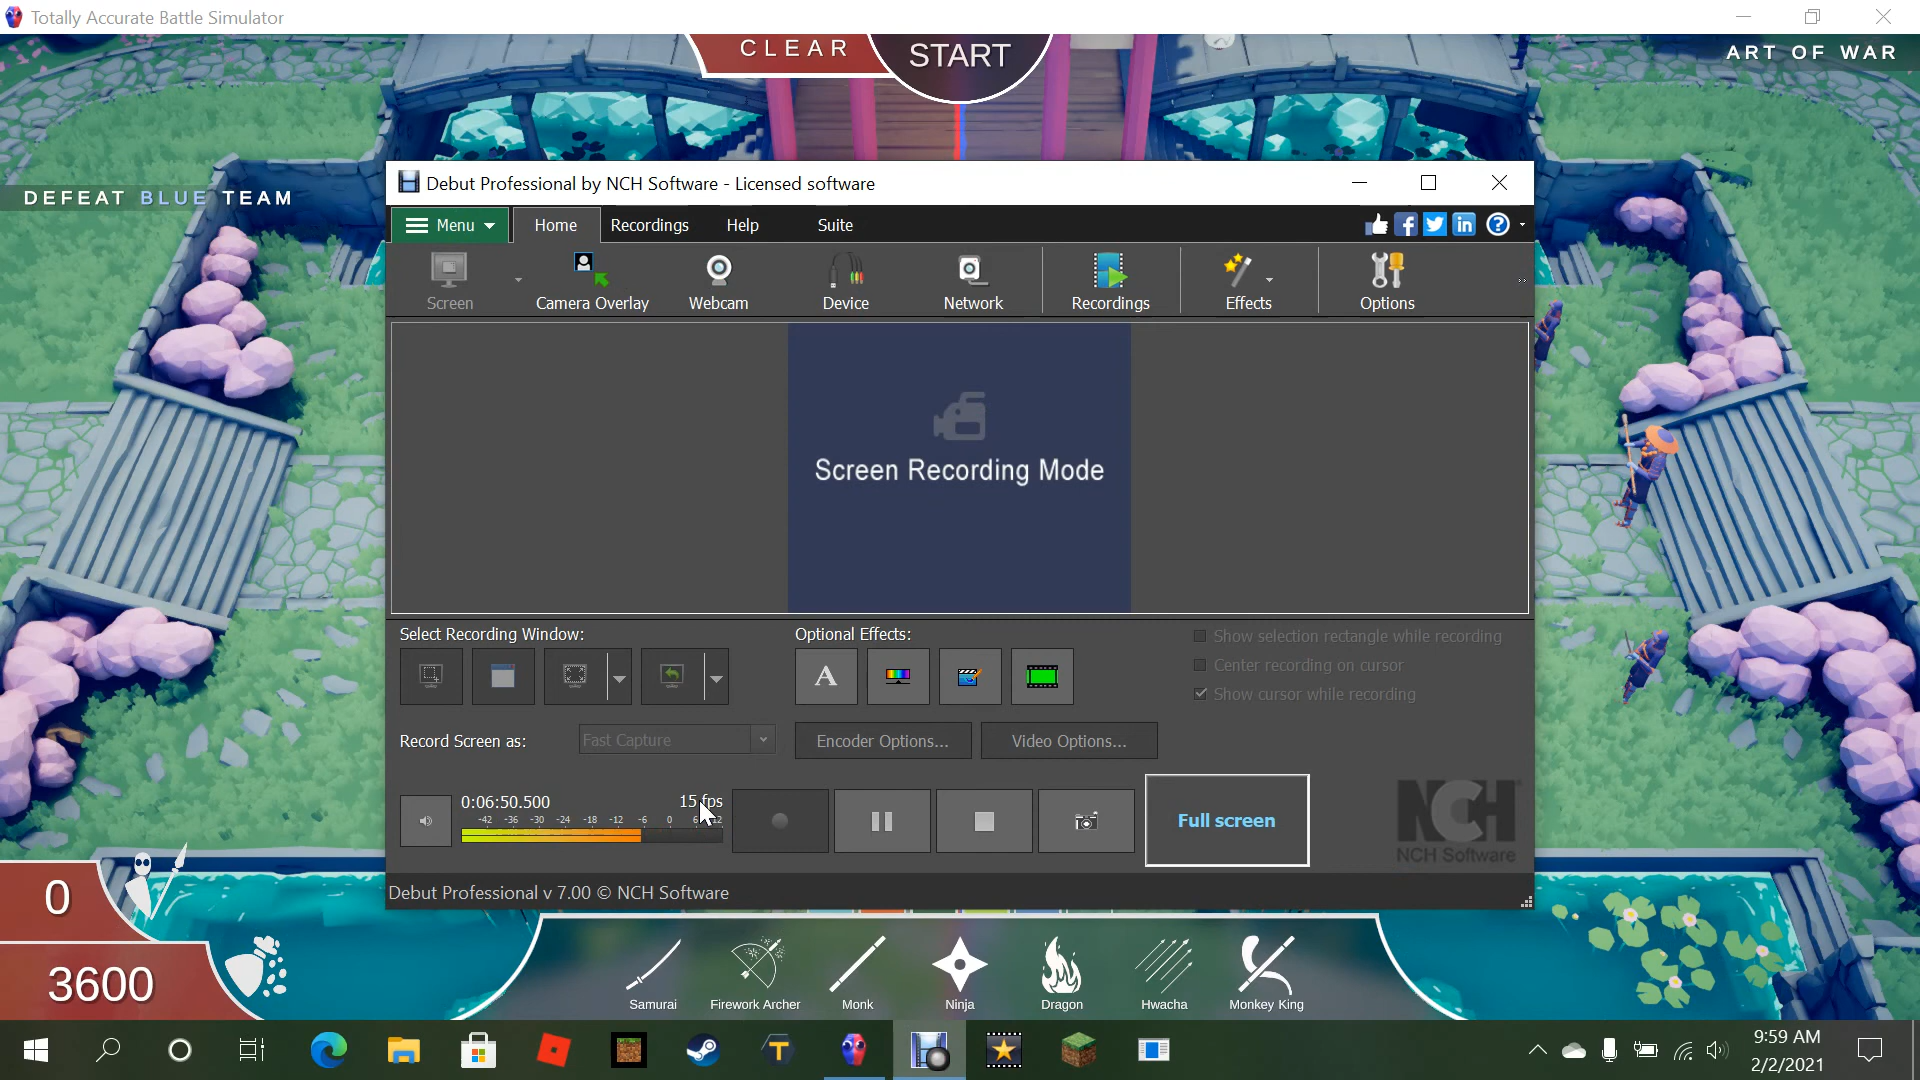 Totally Accurate Battle Simulator
CLEAR
START
ART OF WAR
DEFEAT BLUE TEAM
Debut Professional by NCH Software - Licensed software
Menu
Home
Recordings
Help
Suite
Screen
Camera Overlay
Webcam
Device
Network
Recordings
Effects
Options
Screen Recording Mode
Select Recording Window:
Optional Effects:
Show selection rectangle while recording
Center recording on cursor
Show cursor while recording
Record Screen as:
Fast Capture
Encoder Options...
Video Options...
0:06:50.500
15 fps
-42 -36 -30 -24 -18 -12 -6 0 6
Full screen
NCH
NCH Software
Debut Professional v 7.00 © NCH Software
0
3600
Samurai
Firework Archer
Monk
Ninja
Dragon
Hwacha
Monkey King
9:59 AM
2/2/2021